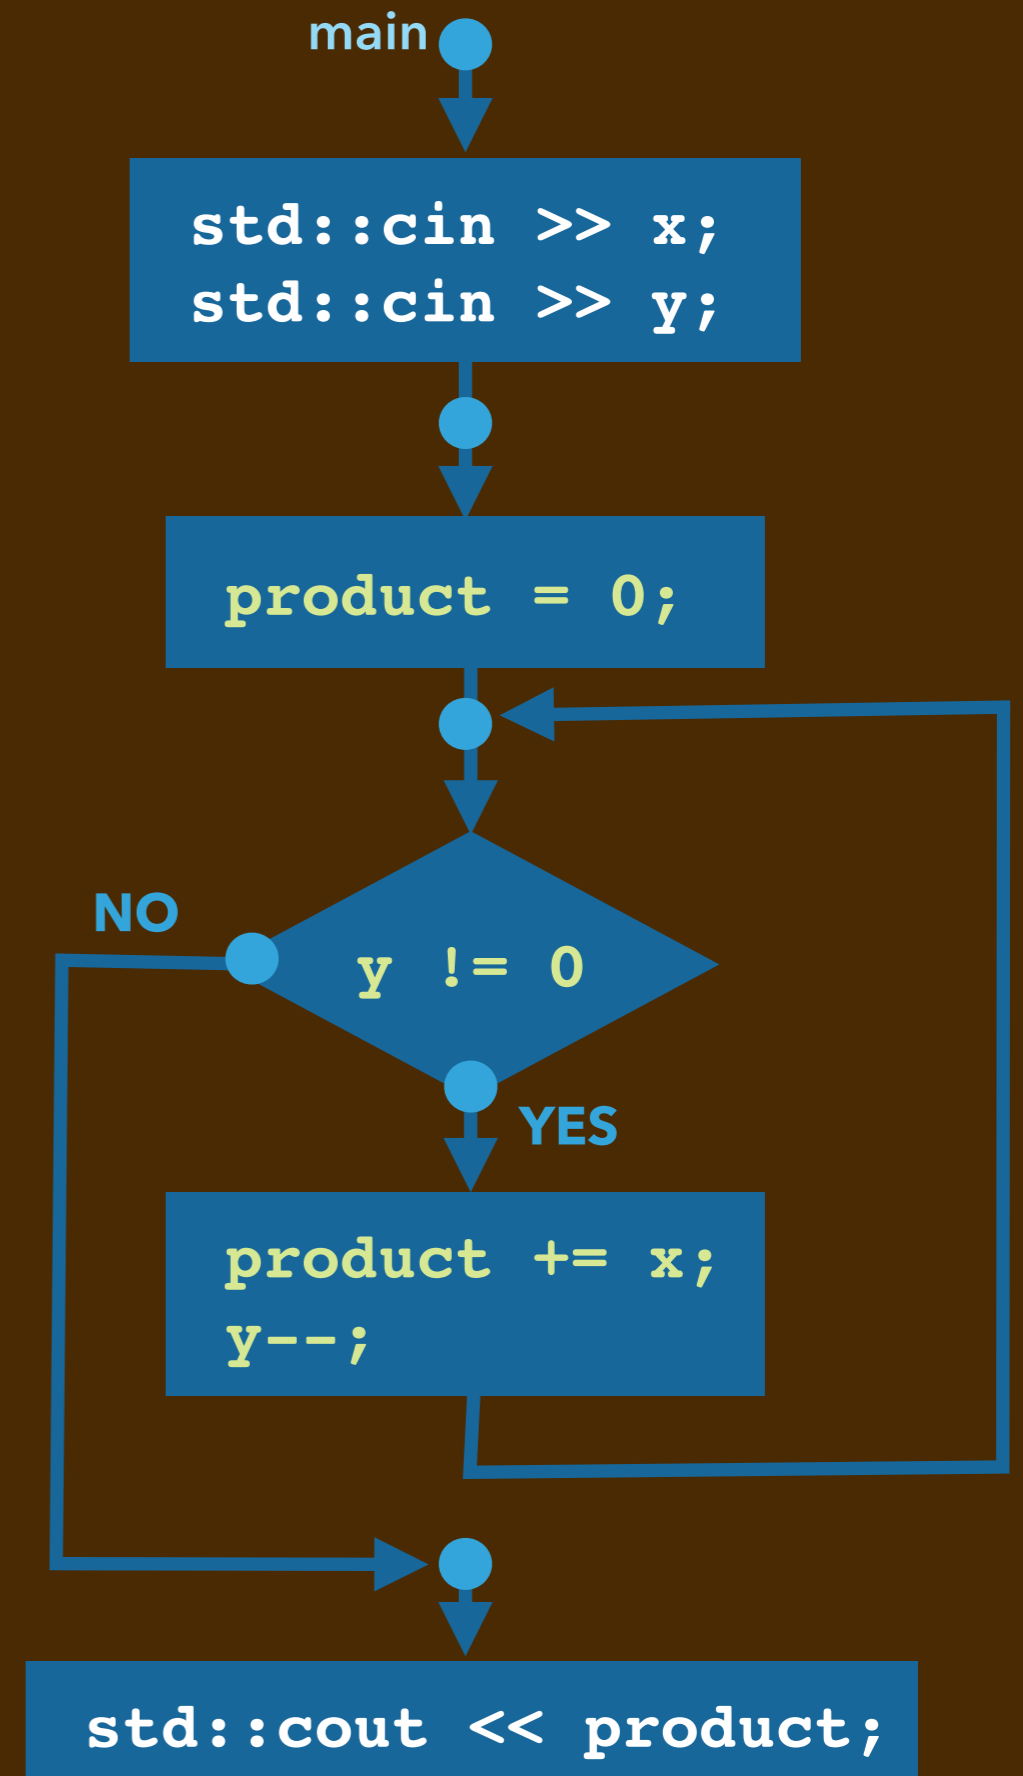 main
std::cin >> x;
std::cin >> y;
product = 0;
NO
y != 0
YES
product += x;
y--;
std::cout << product;